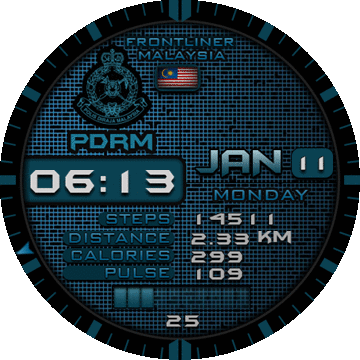 FRONTLINER
MALAYSIA
PDRM
JAN 11
06:13
MONDAY
STEPS 14511
DISTANCE 2.33 KM
CALORIES 299
PULSE 109
25